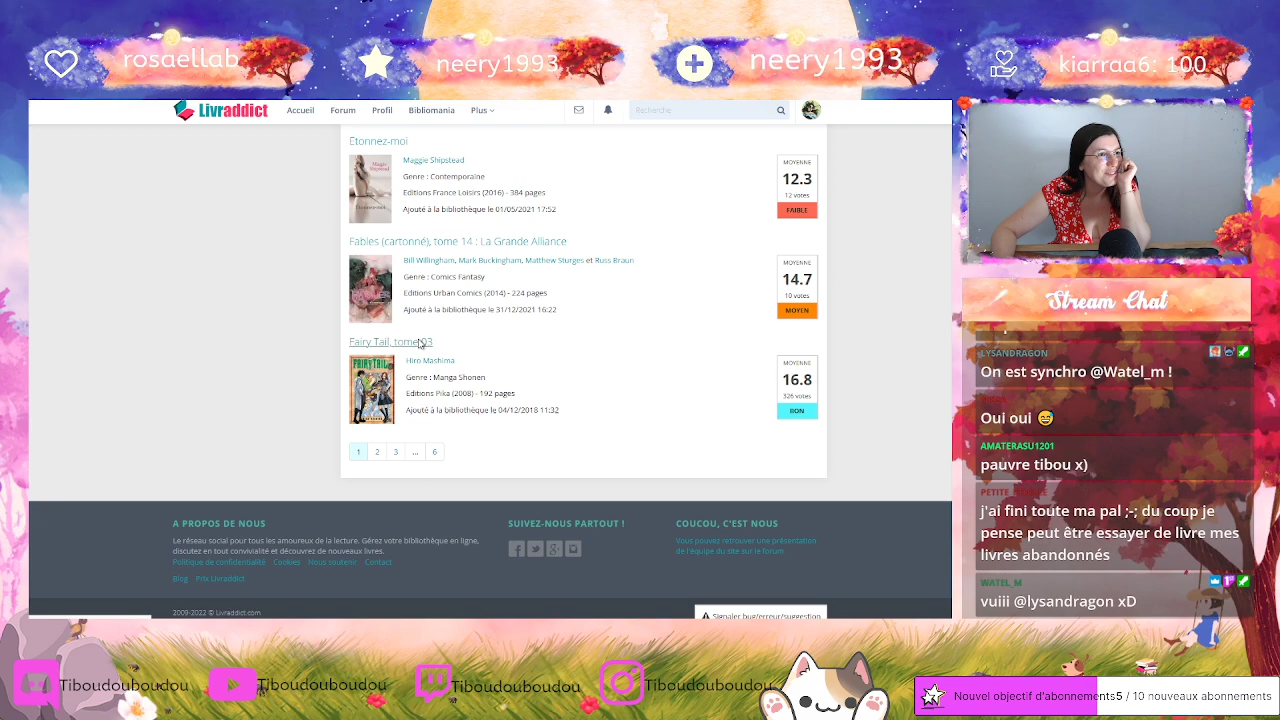 rosaellab
neery1993
neery1993
kiarraa6: 100
Livraddict
Accueil
Forum
Profil
Bibliomania
Plus
Recherche
Etonnez-moi
Maggie Shipstead
Genre : Contemporaine
Editions France Loisirs (2016) - 384 pages
Ajouté à la bibliothèque le 01/05/2021 17:52
MOYENNE
12.3
12 votes
FAIBLE
Fables (cartonné), tome 14 : La Grande Alliance
Bill Willingham, Mark Buckingham, Matthew Sturges et Russ Braun
Genre : Comics Fantasy
Editions Urban Comics (2014) - 224 pages
Ajouté à la bibliothèque le 31/12/2021 16:22
MOYENNE
14.7
10 votes
MOYEN
Fairy Tail, tome 03
Hiro Mashima
Genre : Manga Shonen
Editions Pika (2008) - 192 pages
Ajouté à la bibliothèque le 04/12/2018 11:32
MOYENNE
16.8
326 votes
BON
FAIRY TAIL
1 2 3 ... 6
A PROPOS DE NOUS
Le réseau social pour tous les amoureux de la lecture. Gérez votre bibliothèque en ligne,
discutez en tout convivialité et découvrez de nouveaux livres.
Politique de confidentialité Cookies Nous soutenir Contact
Blog Prix Livraddict
SUIVEZ-NOUS PARTOUT !
COUCOU, C'EST NOUS
Vous pouvez retrouver une présentation
de l'équipe du site sur le forum
2009-2022 © Livraddict.com
Signaler bug/erreur/suggestion
Stream Chat
LYSANDRAGON
On est synchro @Watel_m !
Oui oui 😅
AMATERASU1201
pauvre tibou x)
j'ai fini toute ma pal ;-; du coup je
pense peut être essayer de relire mes
livres abandonnés
WATEL_M
vuiii @lysandragon xD
Tiboudouboudou
Tiboudouboudou
Tiboudouboudou
Tiboudouboudou
Nouvel objectif d'abonnements
5 / 10 nouveaux abonnements